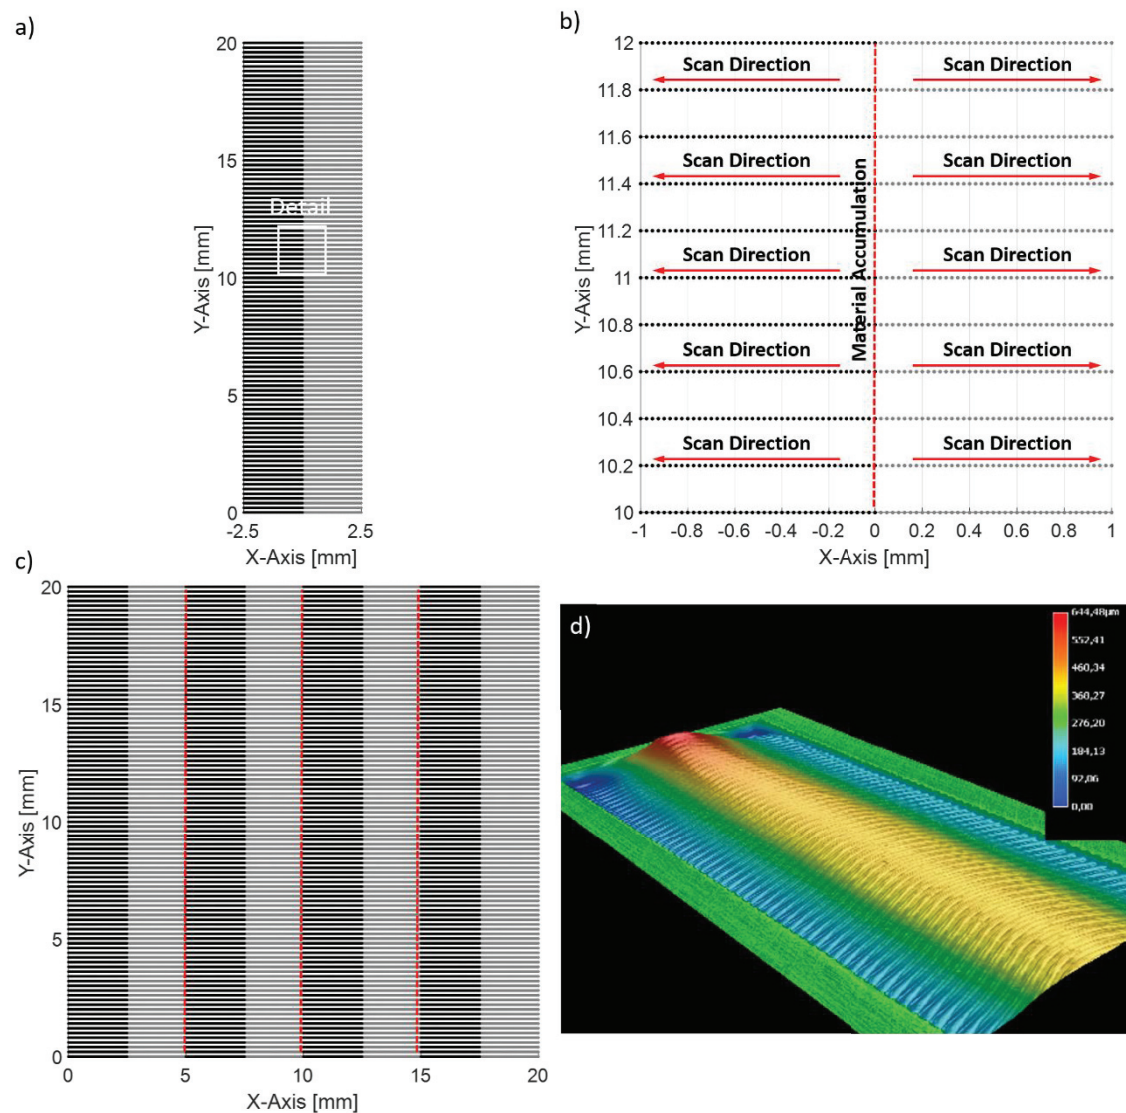 a)
20
15
10
5
0
Y-Axis [mm]
Detail
-2.5
2.5
X-Axis [mm]
b)
12
11.8
11.6
11.4
11.2
11
10.8
10.6
10.4
10.2
10
Y-Axis [mm]
Scan Direction
Scan Direction
Scan Direction
Scan Direction
Scan Direction
Scan Direction
Scan Direction
Scan Direction
Scan Direction
Scan Direction
Material Accumulation
-1
-0.8
-0.6
-0.4
-0.2
0
0.2
0.4
0.6
0.8
1
X-Axis [mm]
c)
20
15
10
5
0
Y-Axis [mm]
0
5
10
15
20
X-Axis [mm]
d)
644,48µm
552,41
460,34
360,27
276,20
184,13
92,06
0,00